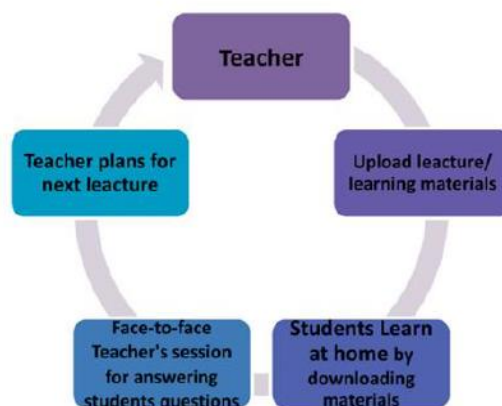 Teacher
Upload leacture/
learning materials
Students Learn
at home by
downloading
materials
Face-to-face
Teacher's session
for answering
students questions
Teacher plans for
next leacture